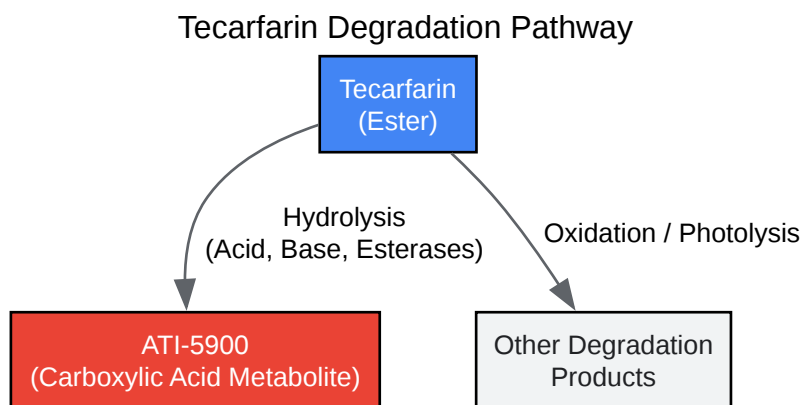 Tecarfarin Degradation Pathway
Tecarfarin
(Ester)
Hydrolysis
(Acid, Base, Esterases)
Oxidation / Photolysis
ATI-5900
(Carboxylic Acid Metabolite)
Other Degradation
Products